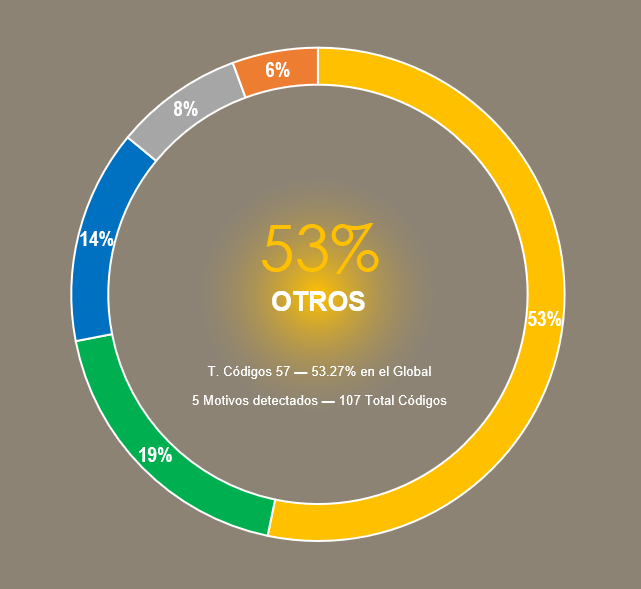 6%
8%
14%
53%
OTROS
53%
T. Códigos 57 — 53.27% en el Global
5 Motivos detectados — 107 Total Códigos
19%